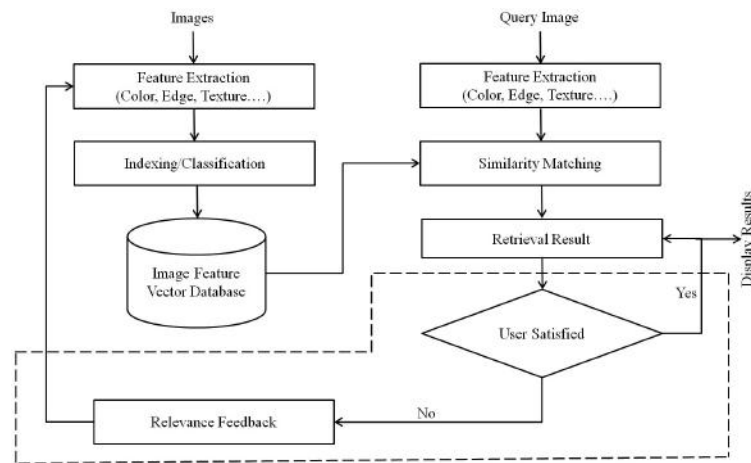 Images
Query Image
Feature Extraction
(Color, Edge, Texture….)
Feature Extraction
(Color, Edge, Texture….)
Indexing/Classification
Similarity Matching
Image Feature
Vector Database
Retrieval Result
Display Results
Yes
User Satisfied
No
Relevance Feedback